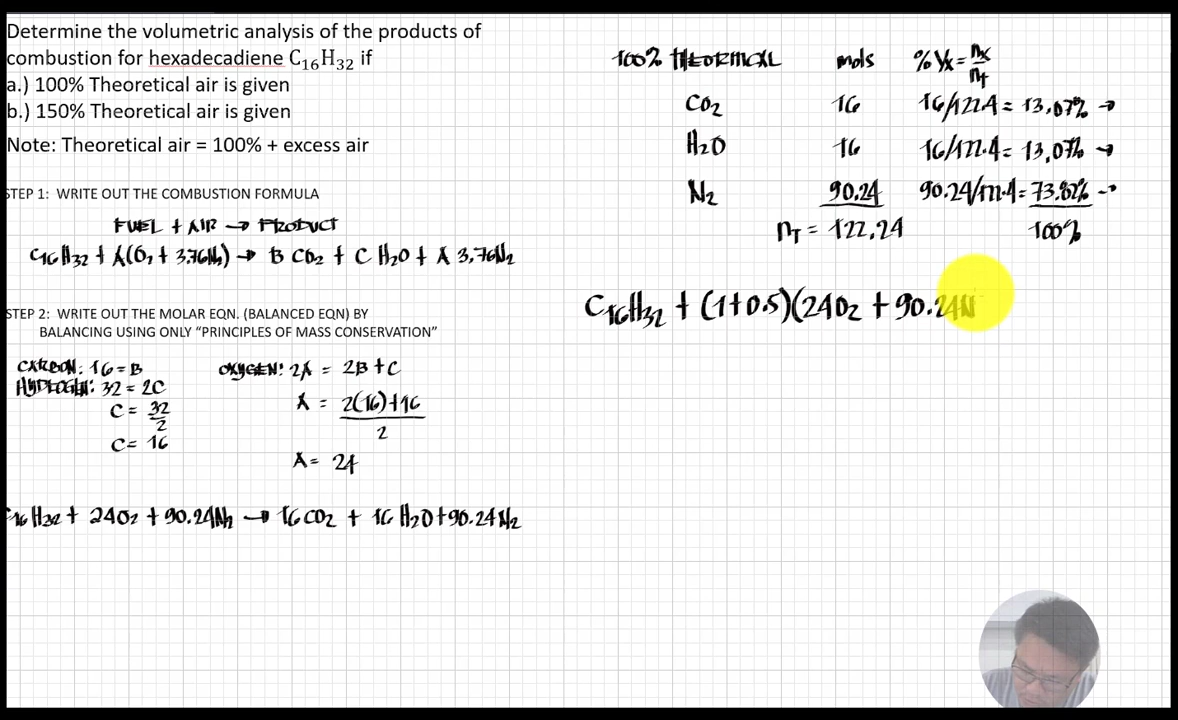 Determine the volumetric analysis of the products of
combustion for hexadecadiene C₁₆H₃₂ if
a.) 100% Theoretical air is given
b.) 150% Theoretical air is given
Note: Theoretical air = 100% + excess air
STEP 1: WRITE OUT THE COMBUSTION FORMULA
FUEL + AIR → PRODUCT
C16H32 + A(O2 + 3.76N2) → B CO2 + C H2O + A 3.76N2
STEP 2: WRITE OUT THE MOLAR EQN. (BALANCED EQN) BY
BALANCING USING ONLY “PRINCIPLES OF MASS CONSERVATION”
CARBON: 16 = B
HYDROGEN: 32 = 2C
C = 32/2
C = 16
OXYGEN: 2A = 2B + C
A = 2(16)+16
2
A = 24
C16H32 + 24O2 + 90.24N2 → 16CO2 + 16 H2O + 90.24N2
100% mols % Yx = nx/nT
CO2 16 16/122.4 = 13.07% →
H2O 16 16/122.4 = 13.07% →
N2 90.24 90.24/122.4 = 73.82% →
nT = 122.24 100%
C16H32 + (1+0.5)(24O2 + 90.24N